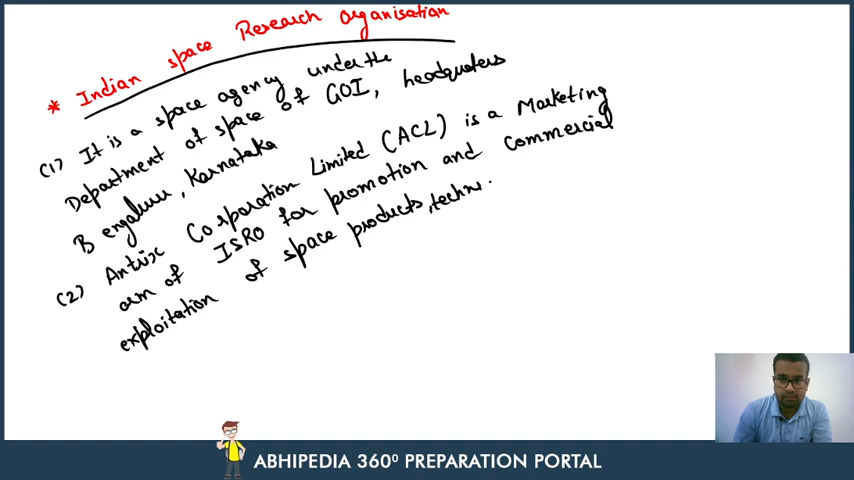 * Indian space Research Organisation
(1) It is a space agency under the
Department of space of GOI, headquaters
Bengaluru, Karnataka
(2) Antrix Corporation Limited (ACL) is a Marketing
arm of ISRO for promotion and commercial
exploitation of space products, techni
ABHIPEDIA 360⁰ PREPARATION PORTAL